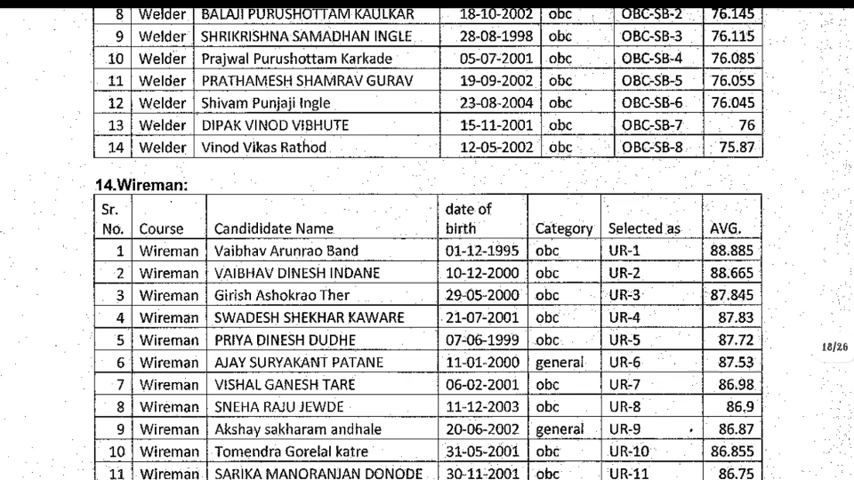 8 Welder BALAJI PURUSHOTTAM KAULKAR 18-10-2002 obc OBC-SB-2 76.145
9 Welder SHRIKRISHNA SAMADHAN INGLE 28-08-1998 obc OBC-SB-3 76.115
10 Welder Prajwal Purushottam Karkade 05-07-2001 obc OBC-SB-4 76.085
11 Welder PRATHAMESH SHAMRAV GURAV 19-09-2002 obc OBC-SB-5 76.055
12 Welder Shivam Punjaji Ingle 23-08-2004 obc OBC-SB-6 76.045
13 Welder DIPAK VINOD VIBHUTE 15-11-2001 obc OBC-SB-7 76
14 Welder Vinod Vikas Rathod 12-05-2002 obc OBC-SB-8 75.87
14.Wireman:
Sr. No. Course Candididate Name date of birth Category Selected as AVG.
1 Wireman Vaibhav Arunrao Band 01-12-1995 obc UR-1 88.885
2 Wireman VAIBHAV DINESH INDANE 10-12-2000 obc UR-2 88.665
3 Wireman Girish Ashokrao Ther 29-05-2000 obc UR-3 87.845
4 Wireman SWADESH SHEKHAR KAWARE 21-07-2001 obc UR-4 87.83
5 Wireman PRIYA DINESH DUDHE 07-06-1999 obc UR-5 87.72
6 Wireman AJAY SURYAKANT PATANE 11-01-2000 general UR-6 87.53
7 Wireman VISHAL GANESH TARE 06-02-2001 obc UR-7 86.98
8 Wireman SNEHA RAJU JEWDE 11-12-2003 obc UR-8 86.9
9 Wireman Akshay sakharam andhale 20-06-2002 general UR-9 86.87
10 Wireman Tomendra Gorelal katre 31-05-2001 obc UR-10 86.855
11 Wireman SARIKA MANORANJAN DONODE 30-11-2001 obc UR-11 86.75
18/26